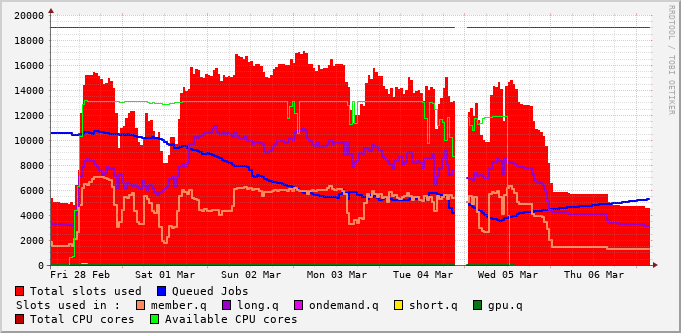 RRDTOOL / TOBI OETIKER
20000
18000
16000
14000
12000
10000
8000
6000
4000
2000
0
Fri 28 Feb Sat 01 Mar Sun 02 Mar Mon 03 Mar Tue 04 Mar Wed 05 Mar Thu 06 Mar
Total slots used Queued Jobs
Slots used in : member.q long.q ondemand.q short.q gpu.q
Total CPU cores Available CPU cores